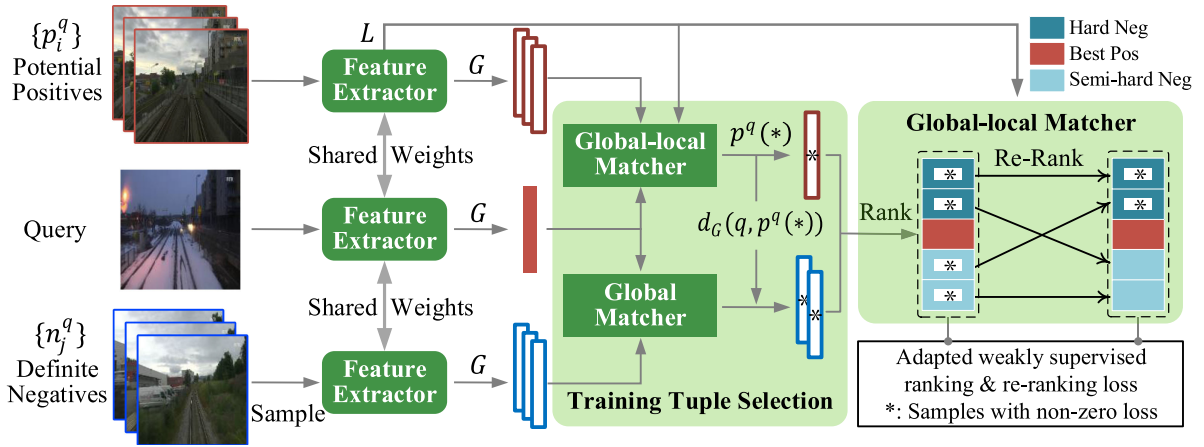 {p_i^q}
Potential
Positives
L
Feature
Extractor
G
Shared Weights
Query
Feature
Extractor
G
Shared Weights
{n_j^q}
Definite
Negatives
Sample
Feature
Extractor
G
Global-local
Matcher
p^q(*)
*
d_G(q, p^q(*))
Global
Matcher
* *
Training Tuple Selection
Hard Neg
Best Pos
Semi-hard Neg
Global-local Matcher
Re-Rank
Rank
* *
* *
*
*
Adapted weakly supervised
ranking & re-ranking loss
*: Samples with non-zero loss